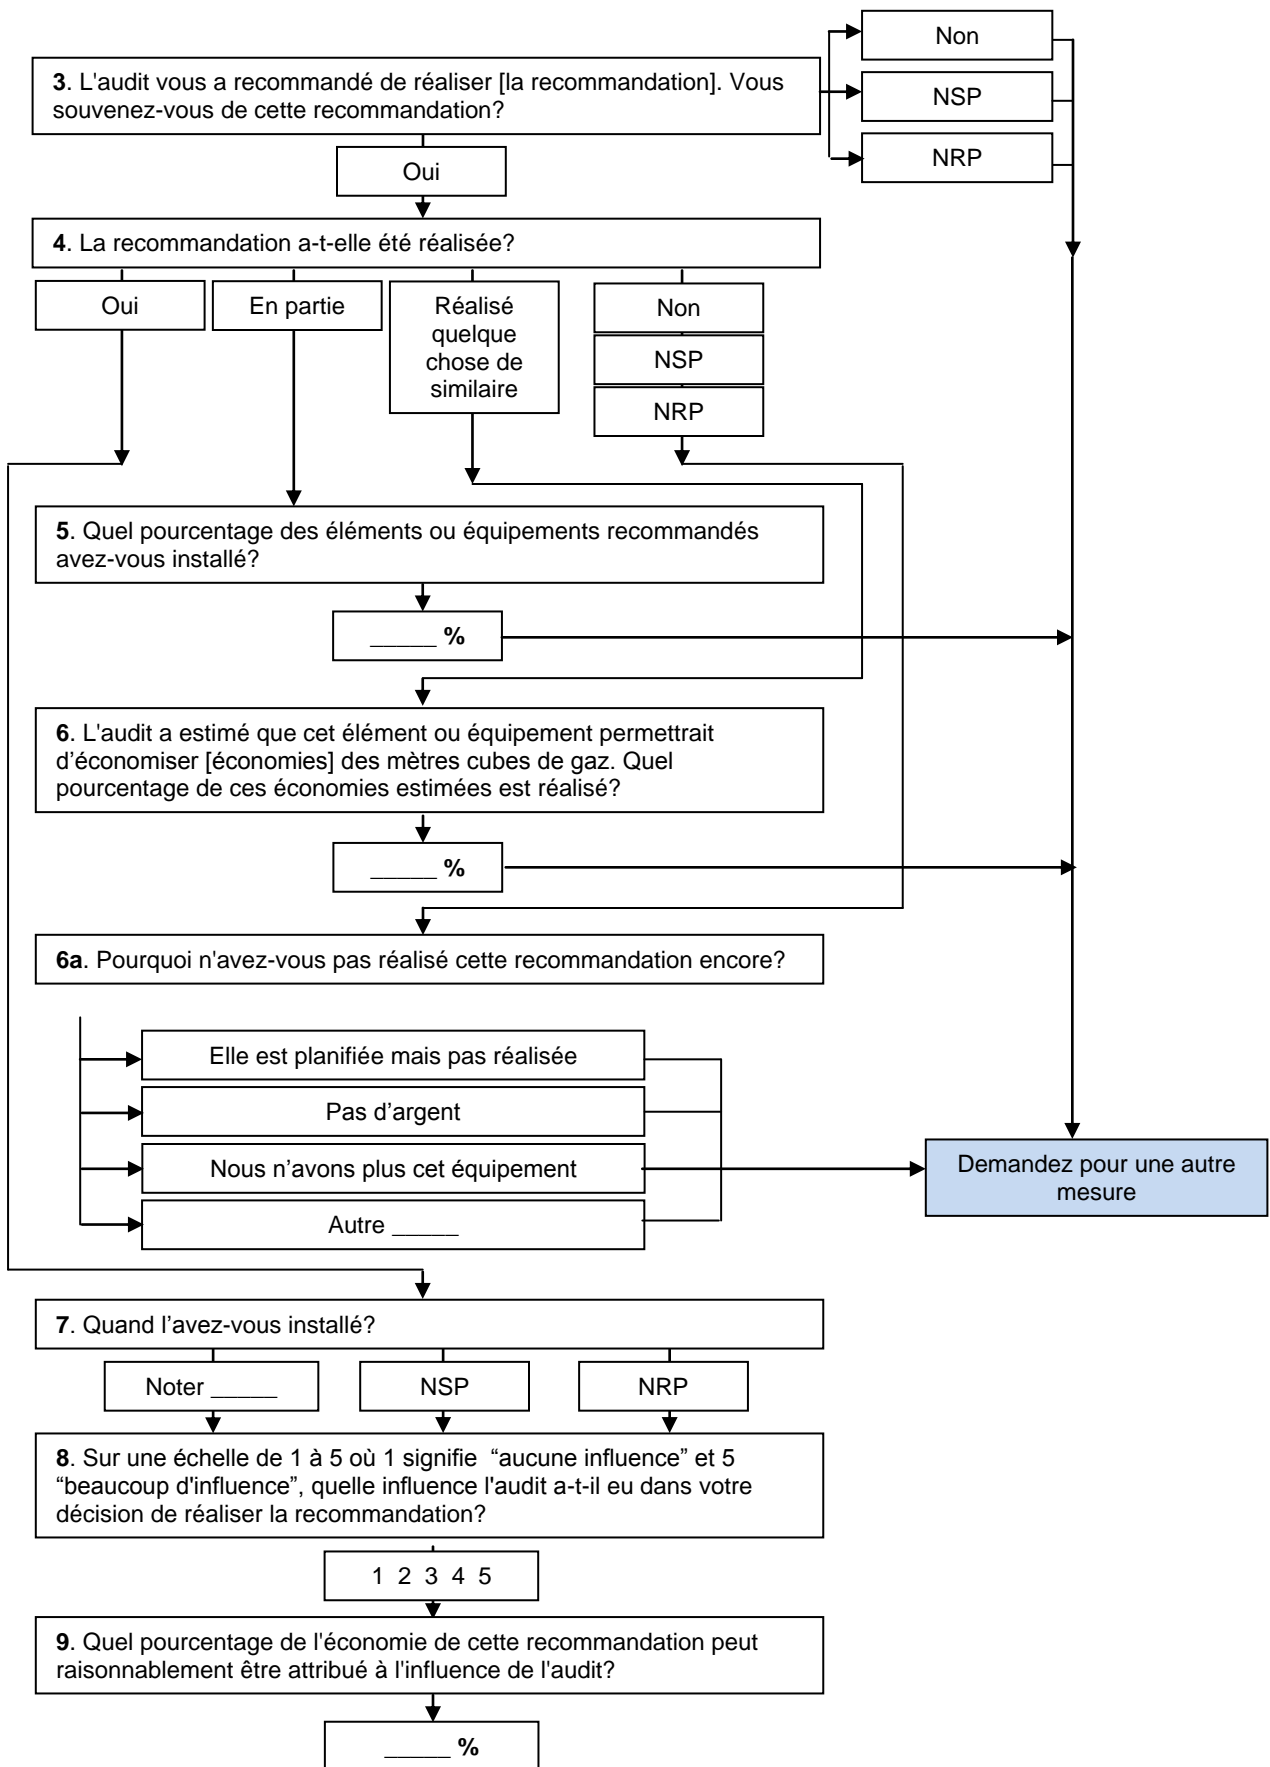 3. L'audit vous a recommandé de réaliser [la recommandation]. Vous
souvenez-vous de cette recommandation?
Non
NSP
NRP
Oui
4. La recommandation a-t-elle été réalisée?
Oui
En partie
Réalisé
quelque
chose de
similaire
Non
NSP
NRP
5. Quel pourcentage des éléments ou équipements recommandés
avez-vous installé?
_____ %
6. L'audit a estimé que cet élément ou équipement permettrait
d’économiser [économies] des mètres cubes de gaz. Quel
pourcentage de ces économies estimées est réalisé?
_____ %
6a. Pourquoi n'avez-vous pas réalisé cette recommandation encore?
Elle est planifiée mais pas réalisée
Pas d’argent
Nous n’avons plus cet équipement
Autre _____
Demandez pour une autre
mesure
7. Quand l’avez-vous installé?
Noter _____
NSP
NRP
8. Sur une échelle de 1 à 5 où 1 signifie “aucune influence” et 5
“beaucoup d'influence”, quelle influence l'audit a-t-il eu dans votre
décision de réaliser la recommandation?
1 2 3 4 5
9. Quel pourcentage de l'économie de cette recommandation peut
raisonnablement être attribué à l'influence de l'audit?
_____ %